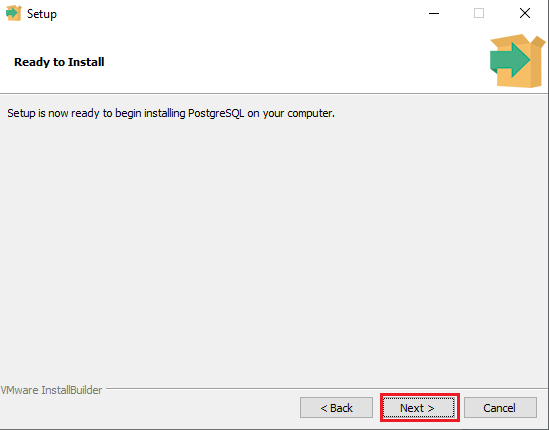 Setup
Ready to Install
Setup is now ready to begin installing PostgreSQL on your computer.
VMware InstallBuilder
< Back
Next >
Cancel